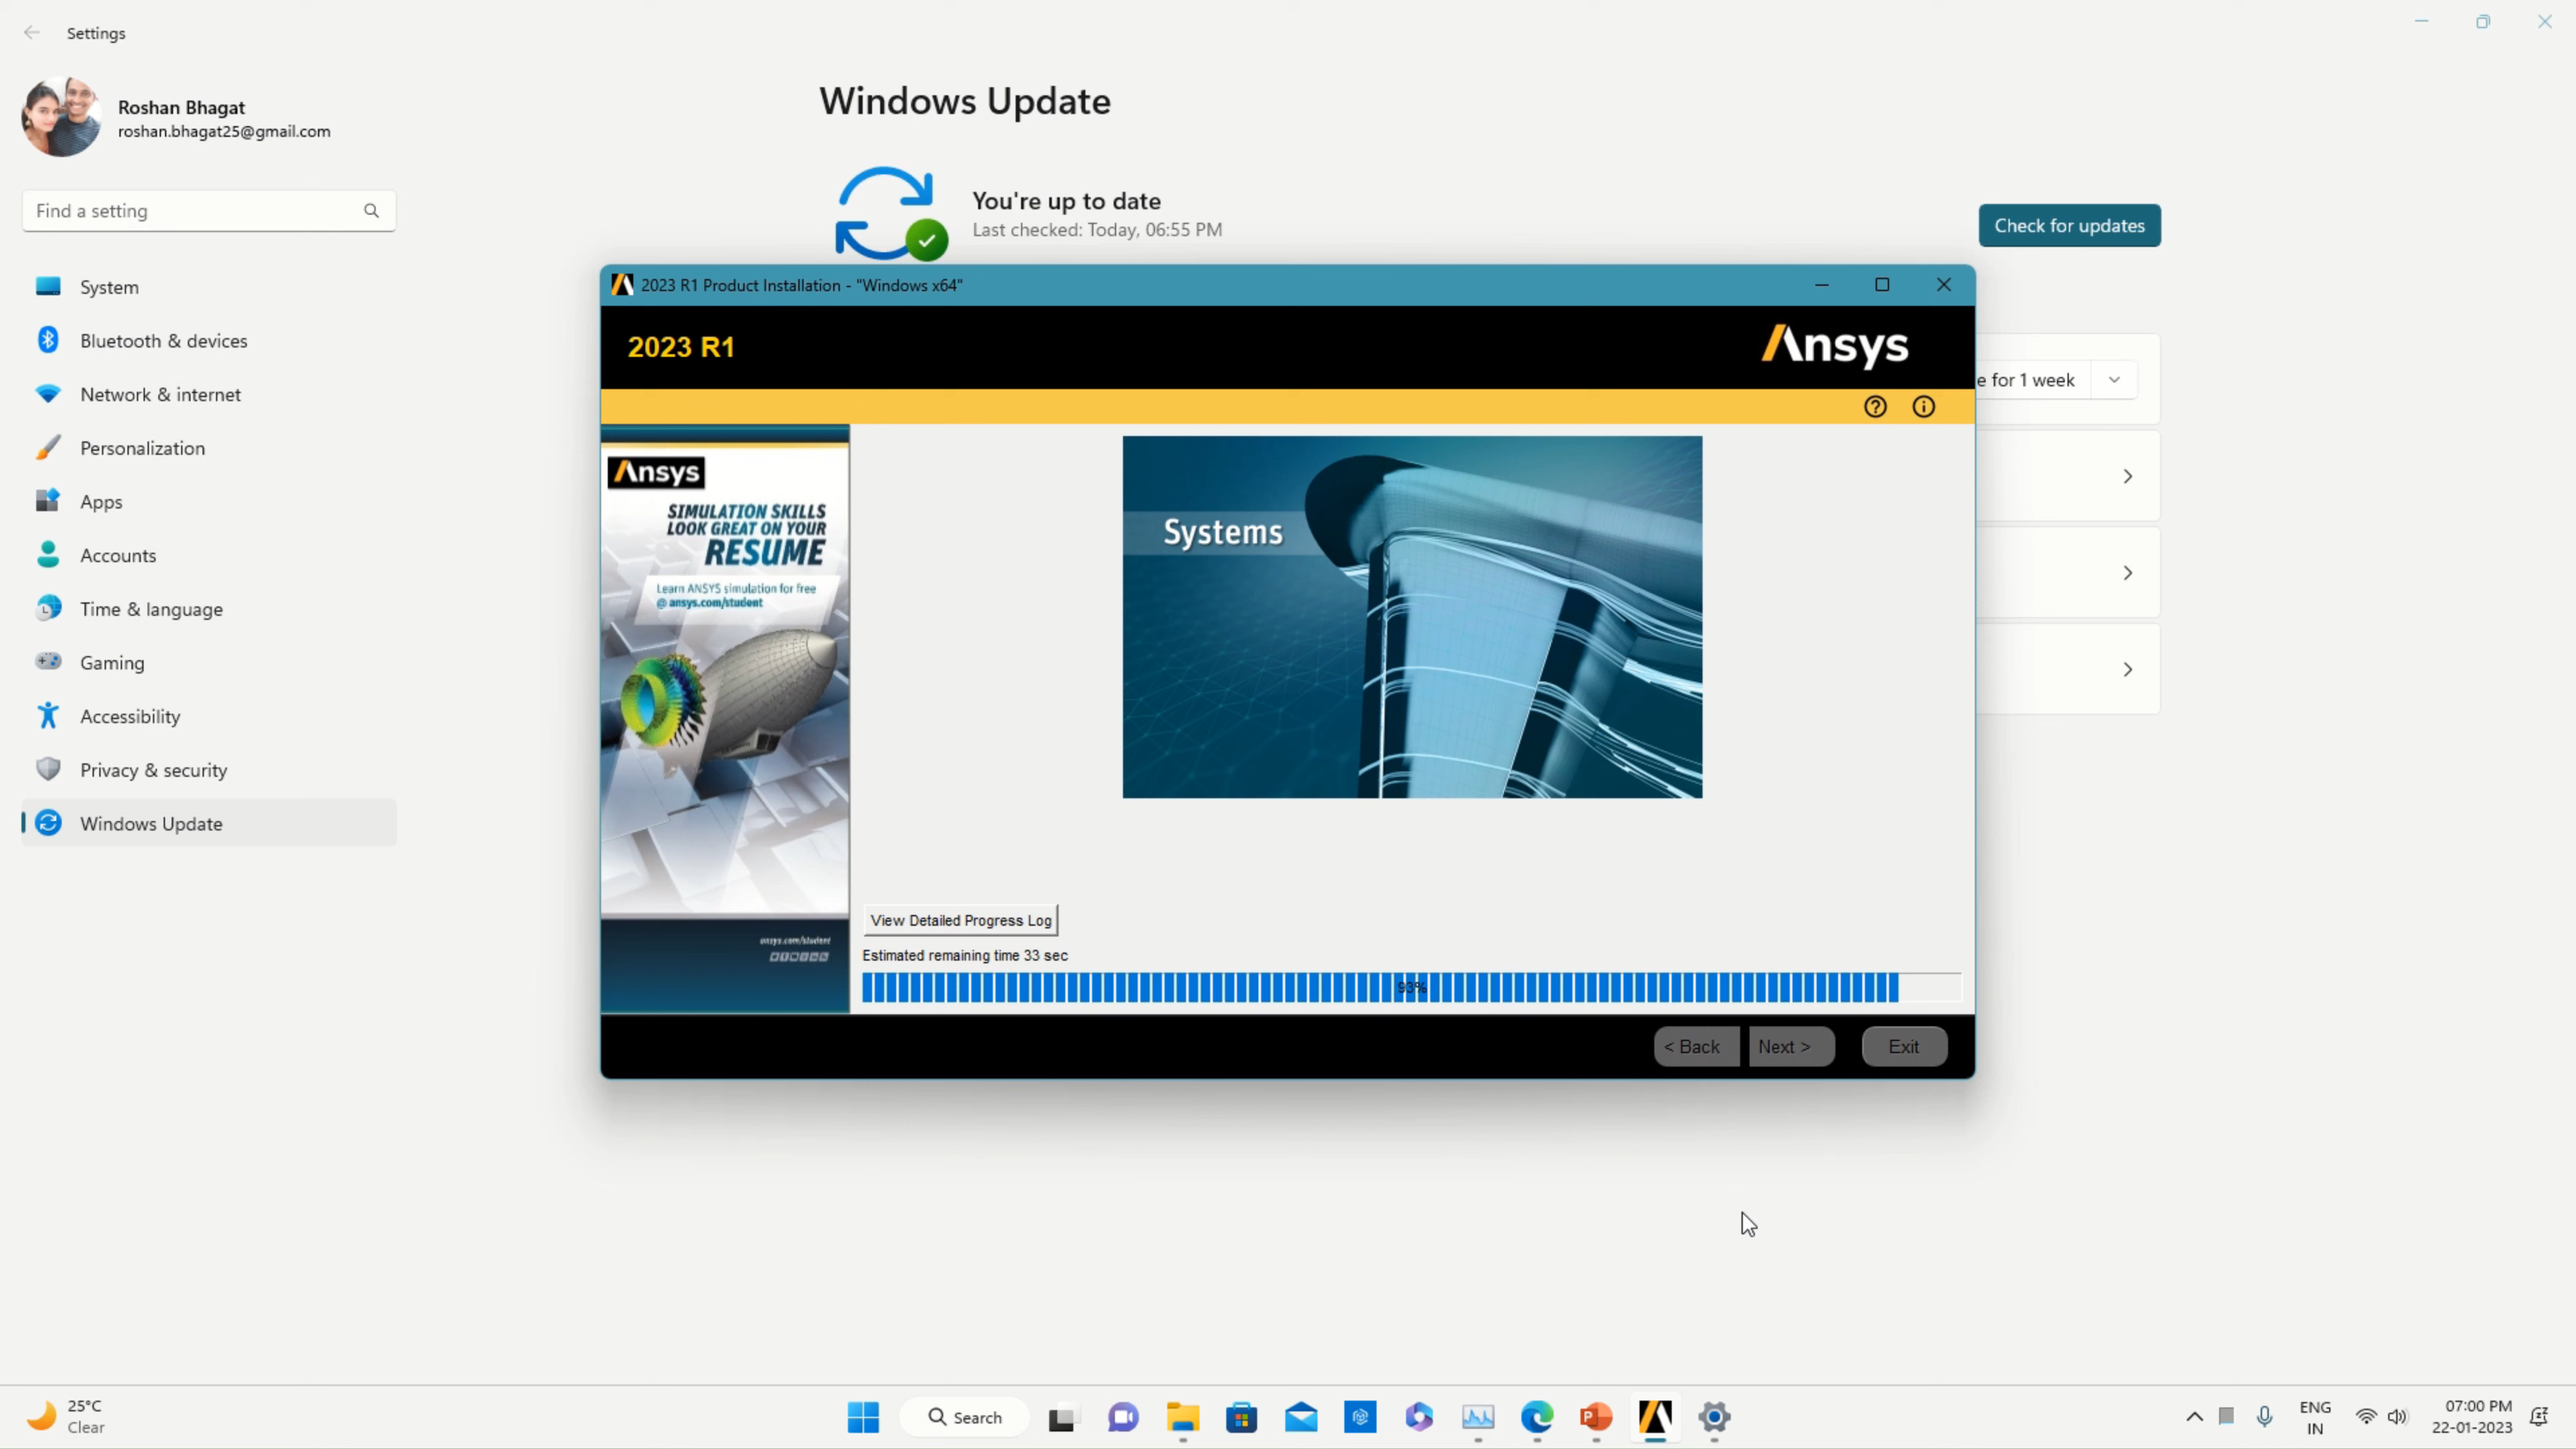 Settings
Roshan Bhagat
roshan.bhagat25@gmail.com
Find a setting
System
Bluetooth & devices
Network & internet
Personalization
Apps
Accounts
Time & language
Gaming
Accessibility
Privacy & security
Windows Update
Windows Update
You're up to date
Last checked: Today, 06:55 PM
Check for updates
e for 1 week
2023 R1 Product Installation - "Windows x64"
2023 R1
Ansys
Ansys
SIMULATION SKILLS
LOOK GREAT ON YOUR
RESUME
Learn ANSYS simulation for free
@ ansys.com/student
ansys.com/student
Systems
View Detailed Progress Log
Estimated remaining time 33 sec
93%
< Back
Next >
Exit
25°C
Clear
Search
ENG
IN
07:00 PM
22-01-2023